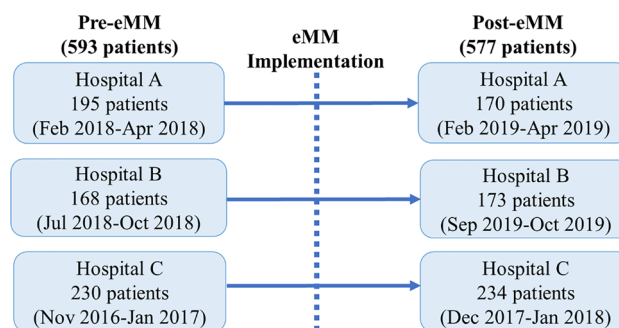 Pre-eMM
(593 patients)
eMM
Implementation
Post-eMM
(577 patients)
Hospital A
195 patients
(Feb 2018-Apr 2018)
Hospital A
170 patients
(Feb 2019-Apr 2019)
Hospital B
168 patients
(Jul 2018-Oct 2018)
Hospital B
173 patients
(Sep 2019-Oct 2019)
Hospital C
230 patients
(Nov 2016-Jan 2017)
Hospital C
234 patients
(Dec 2017-Jan 2018)